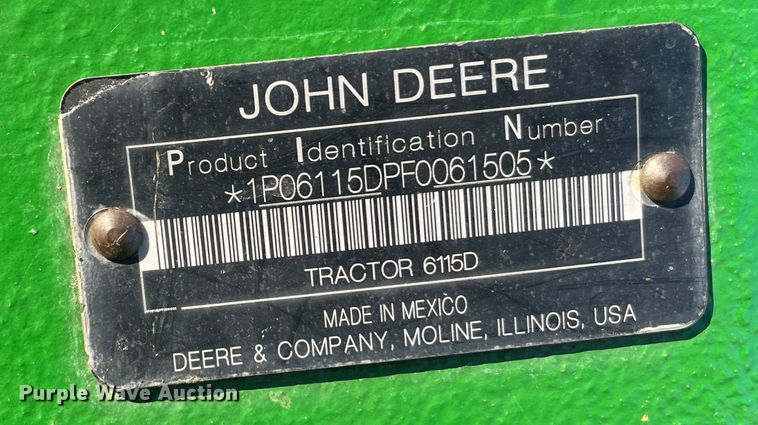 JOHN DEERE
Product Identification Number
*1P06115DPF0061505*
TRACTOR 6115D
MADE IN MEXICO
DEERE & COMPANY, MOLINE, ILLINOIS, USA
Purple Wave Auction